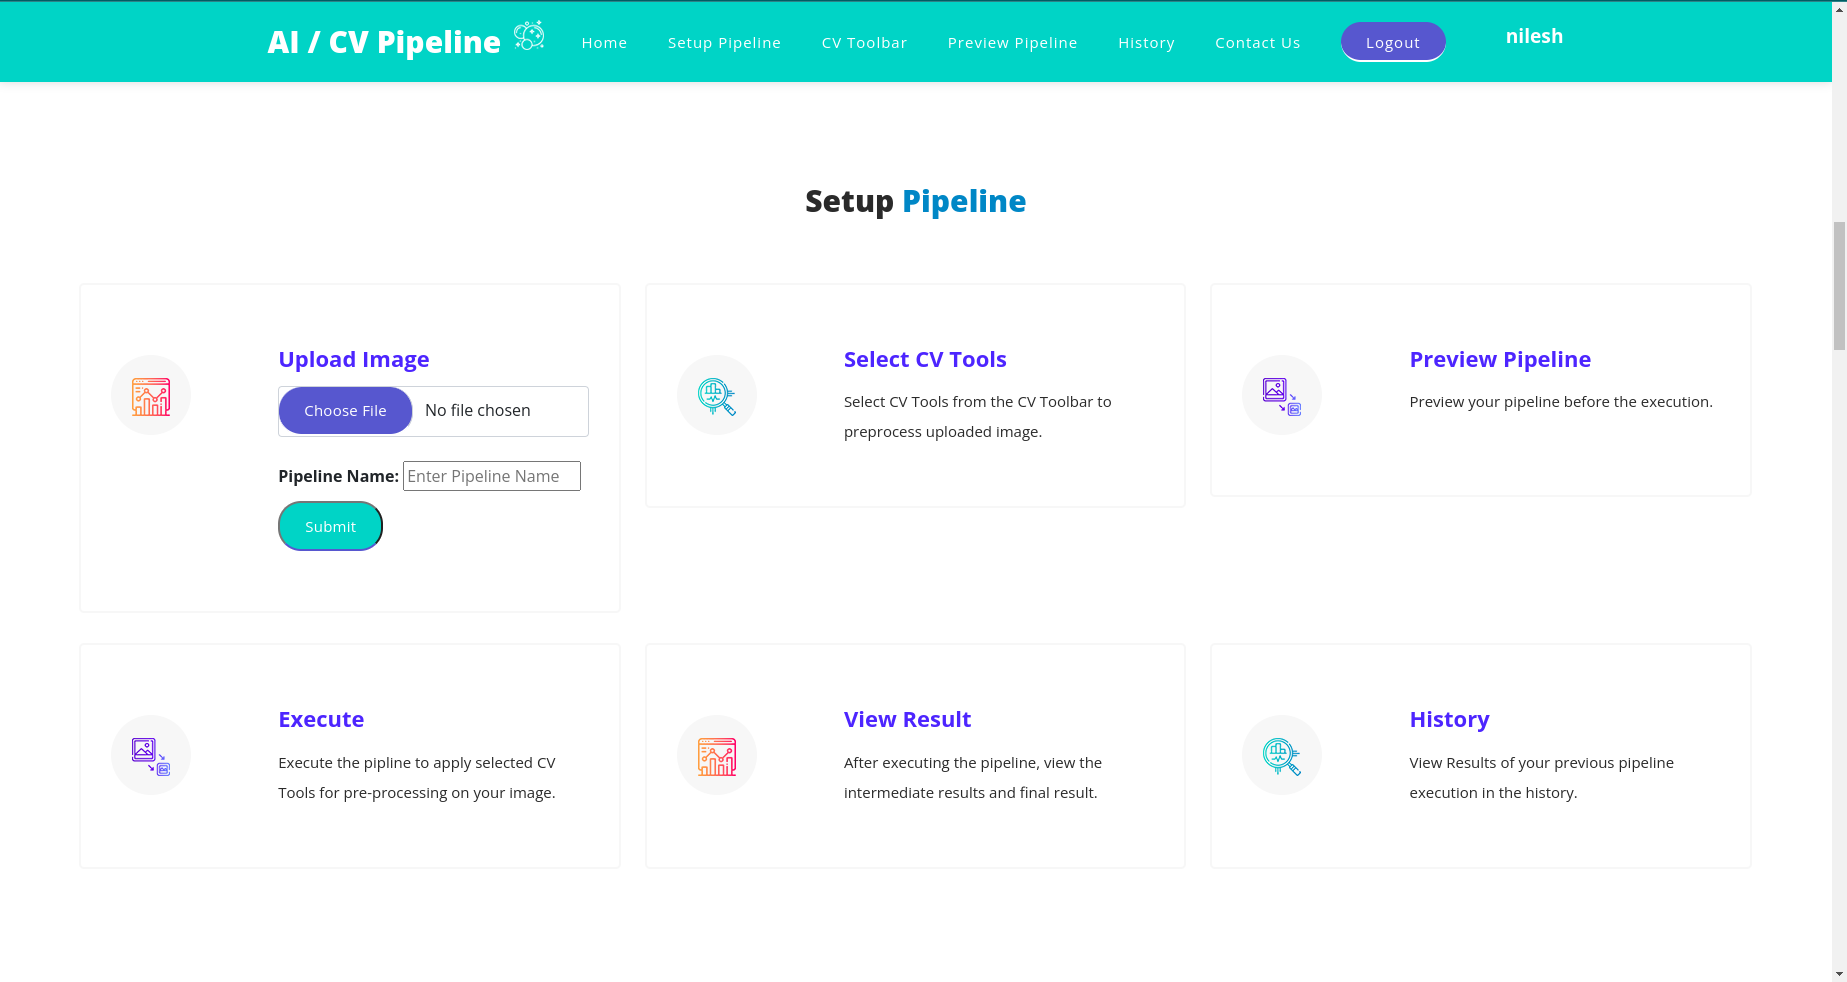 AI / CV Pipeline
Home
Setup Pipeline
CV Toolbar
Preview Pipeline
History
Contact Us
Logout
nilesh
Setup Pipeline
Upload Image
Choose File No file chosen
Pipeline Name: Enter Pipeline Name
Submit
Select CV Tools
Select CV Tools from the CV Toolbar to
preprocess uploaded image.
Preview Pipeline
Preview your pipeline before the execution.
Execute
Execute the pipline to apply selected CV
Tools for pre-processing on your image.
View Result
After executing the pipeline, view the
intermediate results and final result.
History
View Results of your previous pipeline
execution in the history.